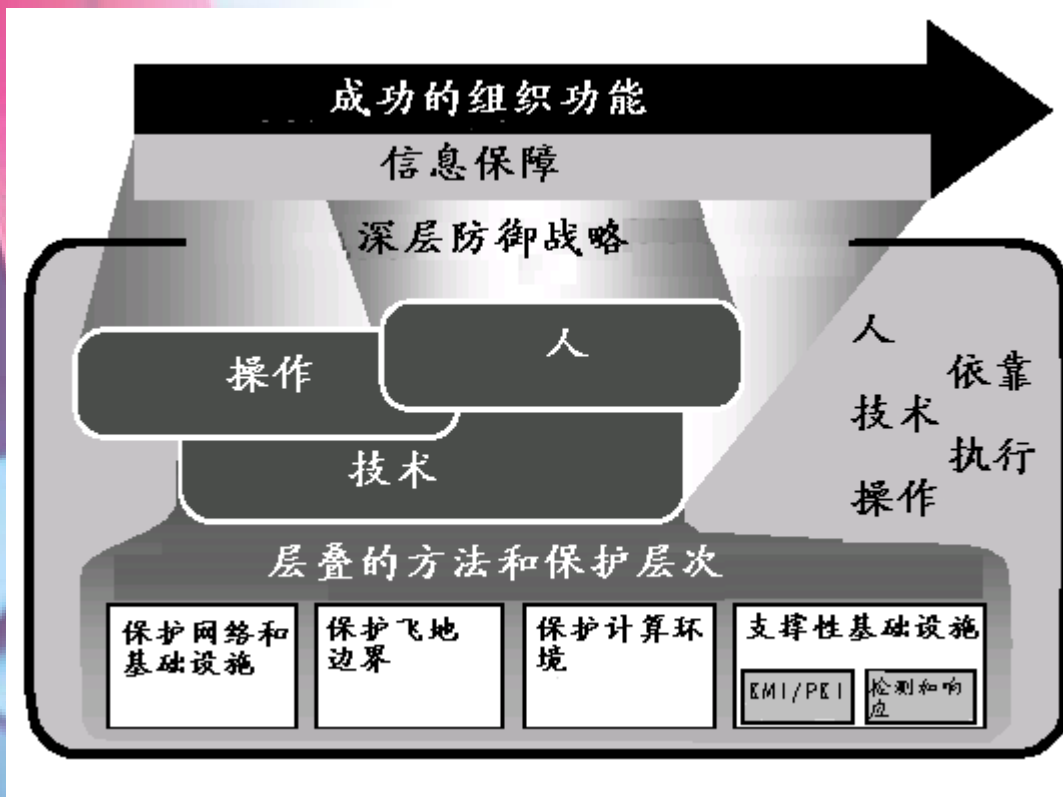 成功的组织功能
信息保障
深层防御战略
操作
人
技术
人
依靠
技术
执行
操作
层叠的方法和保护层次
保护网络和
基础设施
保护飞地
边界
保护计算环
境
支撑性基础设施
KMI/PKI
检测和响
应